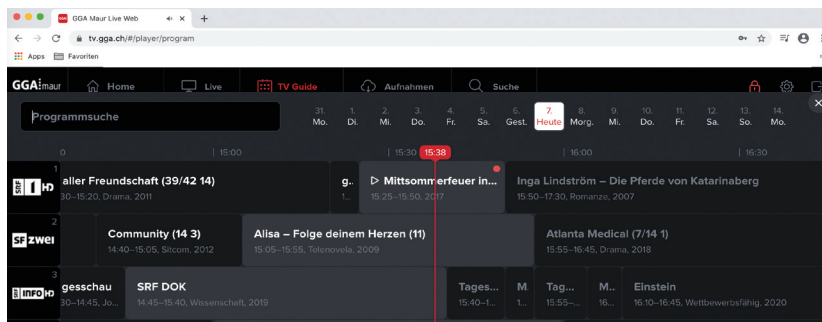 GGA Maur Live Web
tv.gga.ch/#/player/program
Apps Favoriten
GGA maur Home Live TV Guide Aufnahmen Suche
Programmsuche
31. 1. 2. 3. 4. 5. 6. 7. 8. 9. 10. 11. 12. 13. 14.
Mo. Di. Mi. Do. Fr. Sa. Gest. Heute Morg. Mi. Do. Fr. Sa. So. Mo.
0 15:00 15:30 15:38 16:00 16:30
1
SRF 1 HD
aller Freundschaft (39/42 14) g.. Mittsommerfeuer in... Inga Lindström – Die Pferde von Katarinaberg
30–15:20, Drama, 2011 1... 15:25–15:50, 2017 15:50–17:30, Romanze, 2007
2
SF zwei
Community (14 3) Alisa – Folge deinem Herzen (11) Atlanta Medical (7/14 1)
14:40–15:05, Sitcom, 2012 15:05–15:55, Telenovela, 2009 15:55–16:45, Drama, 2018
3
SRF INFO HD
gesschau SRF DOK Tages... M Tag... M.. Einstein
30–14:45, Jo... 14:45–15:40, Wissenschaft, 2019 15:40–1... 1... 15:55–... 16... 16:10–16:45, Wettbewerbsfähig, 2020